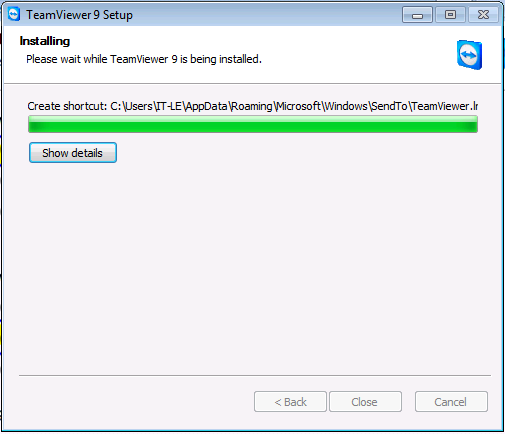 TeamViewer 9 Setup
Installing
Please wait while TeamViewer 9 is being installed.
Create shortcut: C:\Users\IT-LE\AppData\Roaming\Microsoft\Windows\SendTo\TeamViewer.lr
Show details
< Back
Close
Cancel